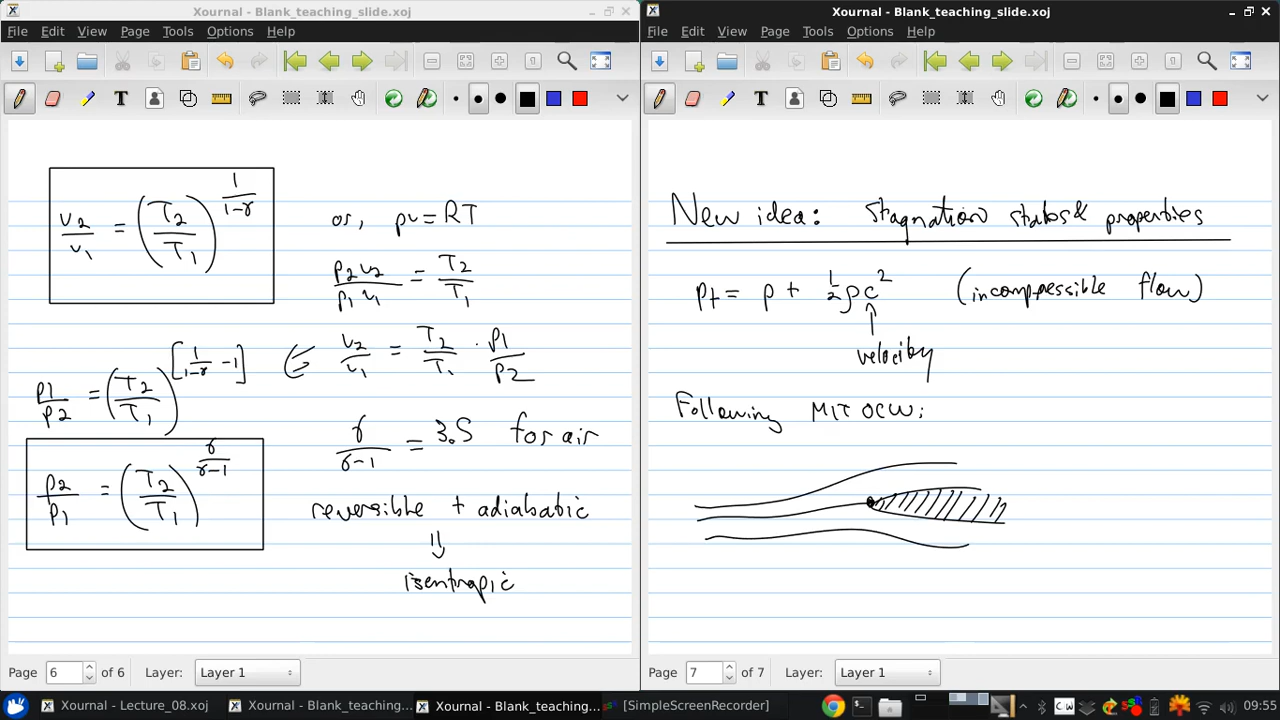 Xournal - Blank_teaching_slide.xoj
File Edit View Page Tools Options Help
v2/v1 = (T2/T1)^(1/(1-γ))
or, pv = RT
p2 v2 / p1 v1 = T2/T1
p1/p2 = (T2/T1)^[1/(1-γ) -1] ⇐ v2/v1 = T2/T1 · p1/p2
γ/(γ-1) = 3.5 for air
p2/p1 = (T2/T1)^(γ/(γ-1))
reversible + adiabatic
⇓
isentropic
Page 6 of 6 Layer: Layer 1
Xournal - Blank_teaching_slide.xoj
File Edit View Page Tools Options Help
New idea: Stagnation states & properties
pt = p + 1/2 ρc² (incompressible flow)
↑
velocity
Following MIT OCW:
Page 7 of 7 Layer: Layer 1
Xournal - Lecture_08.xoj Xournal - Blank_teaching... Xournal - Blank_teaching_... [SimpleScreenRecorder] 09:55